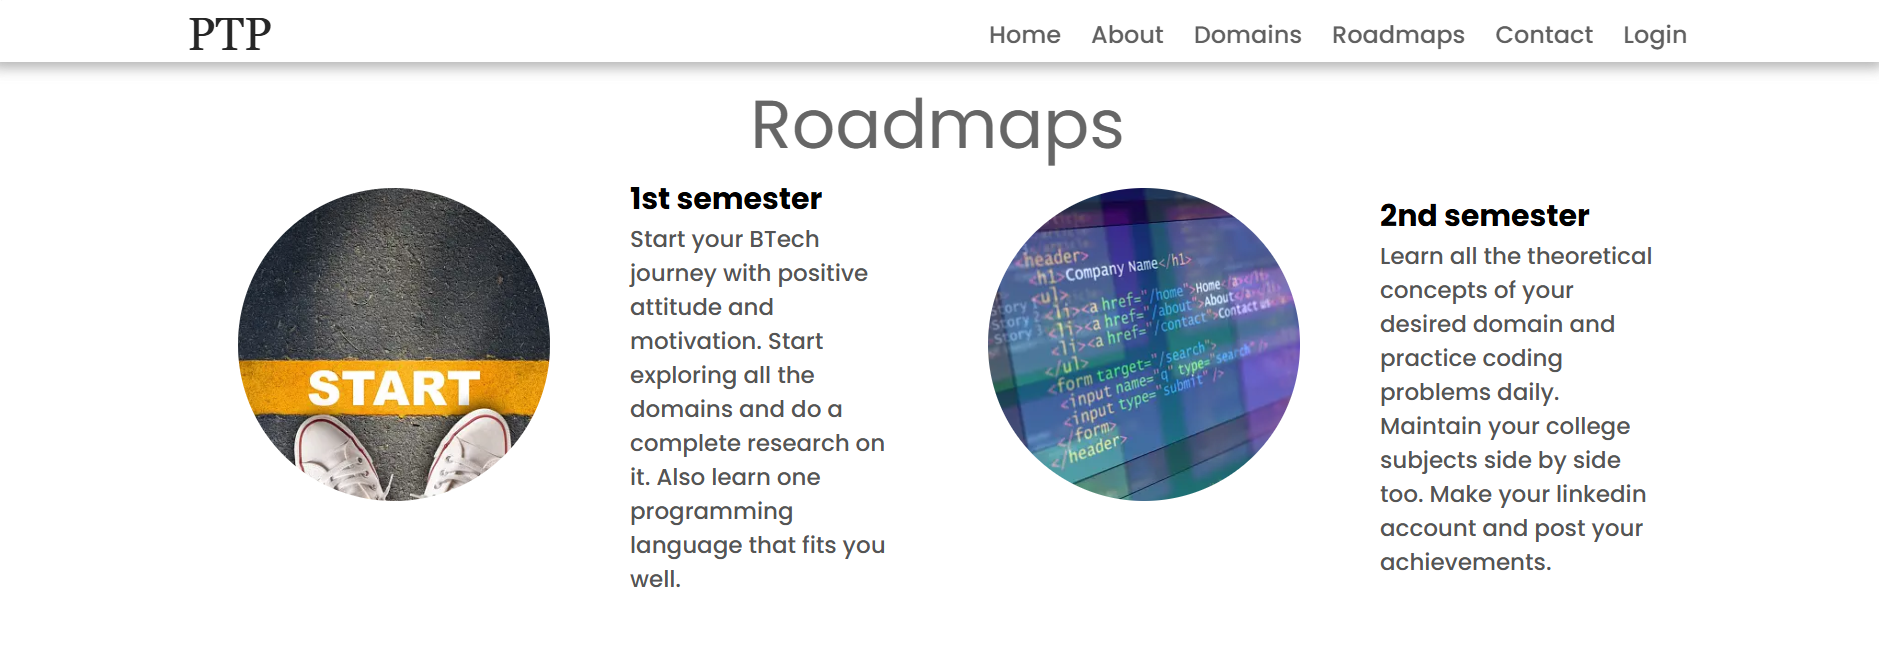 PTP
Home About Domains Roadmaps Contact Login
Roadmaps
START
1st semester
Start your BTech
journey with positive
attitude and
motivation. Start
exploring all the
domains and do a
complete research on
it. Also learn one
programming
language that fits you
well.
<header>
<h1>Company Name</h1>
<ul>
<li><a href="/home">Home</a></li>
<li><a href="/about">About</a></li>
<li><a href="/contact">Contact us
</ul>
<form target="/search">
<input name="q" type="search" />
<input type="submit" />
</form>
</header>
2nd semester
Learn all the theoretical
concepts of your
desired domain and
practice coding
problems daily.
Maintain your college
subjects side by side
too. Make your linkedin
account and post your
achievements.